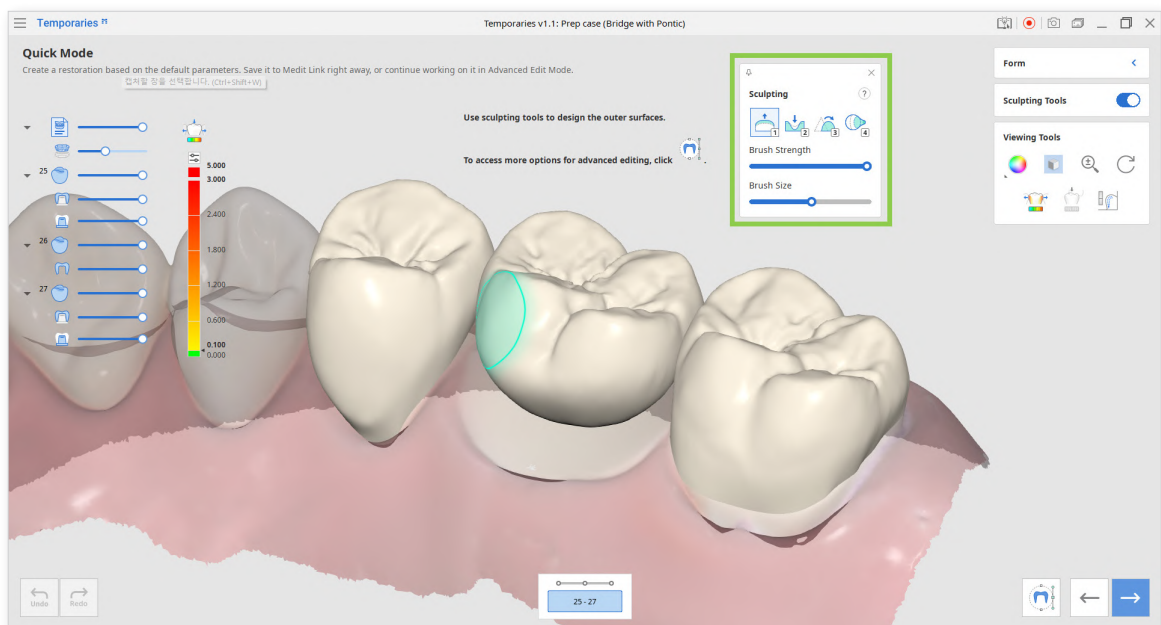 Temporaries
Temporaries v1.1: Prep case (Bridge with Pontic)
Quick Mode
Create a restoration based on the default parameters. Save it to Medit Link right away, or continue working on it in Advanced Edit Mode.
캡처할 창을 선택합니다. (Ctrl+Shift+W)
Use sculpting tools to design the outer surfaces.
To access more options for advanced editing, click .
Sculpting
?
1 2 3 4
Brush Strength
Brush Size
Form
Sculpting Tools
Viewing Tools
25
26
27
5.000
3.000
2.400
1.800
1.200
0.600
0.100
0.000
Undo
Redo
25 - 27